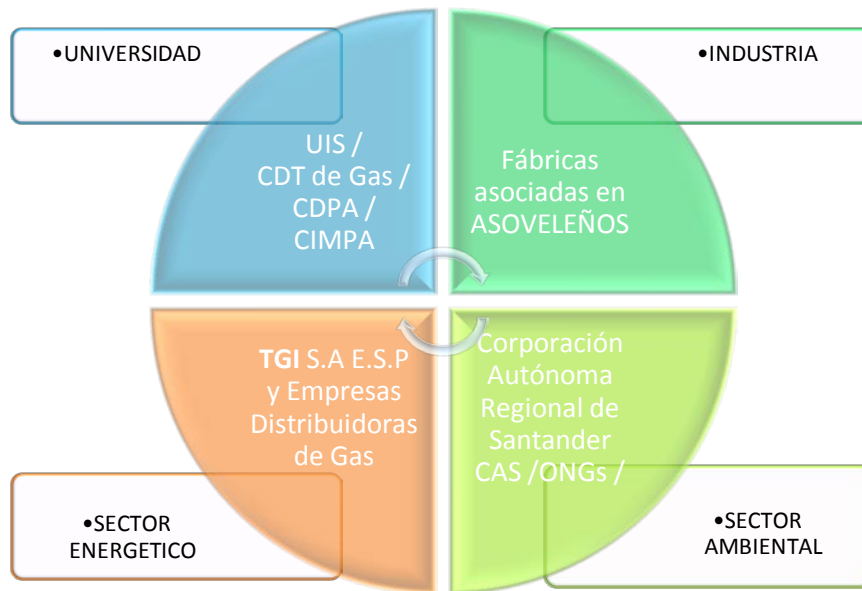 •UNIVERSIDAD
•INDUSTRIA
UIS /
CDT de Gas /
CDPA /
CIMPA
Fábricas
asociadas en
ASOVELEÑOS
TGI S.A E.S.P
y Empresas
Distribuidoras
de Gas
Corporación
Autónoma
Regional de
Santander
CAS /ONGs /
•SECTOR
ENERGETICO
•SECTOR
AMBIENTAL